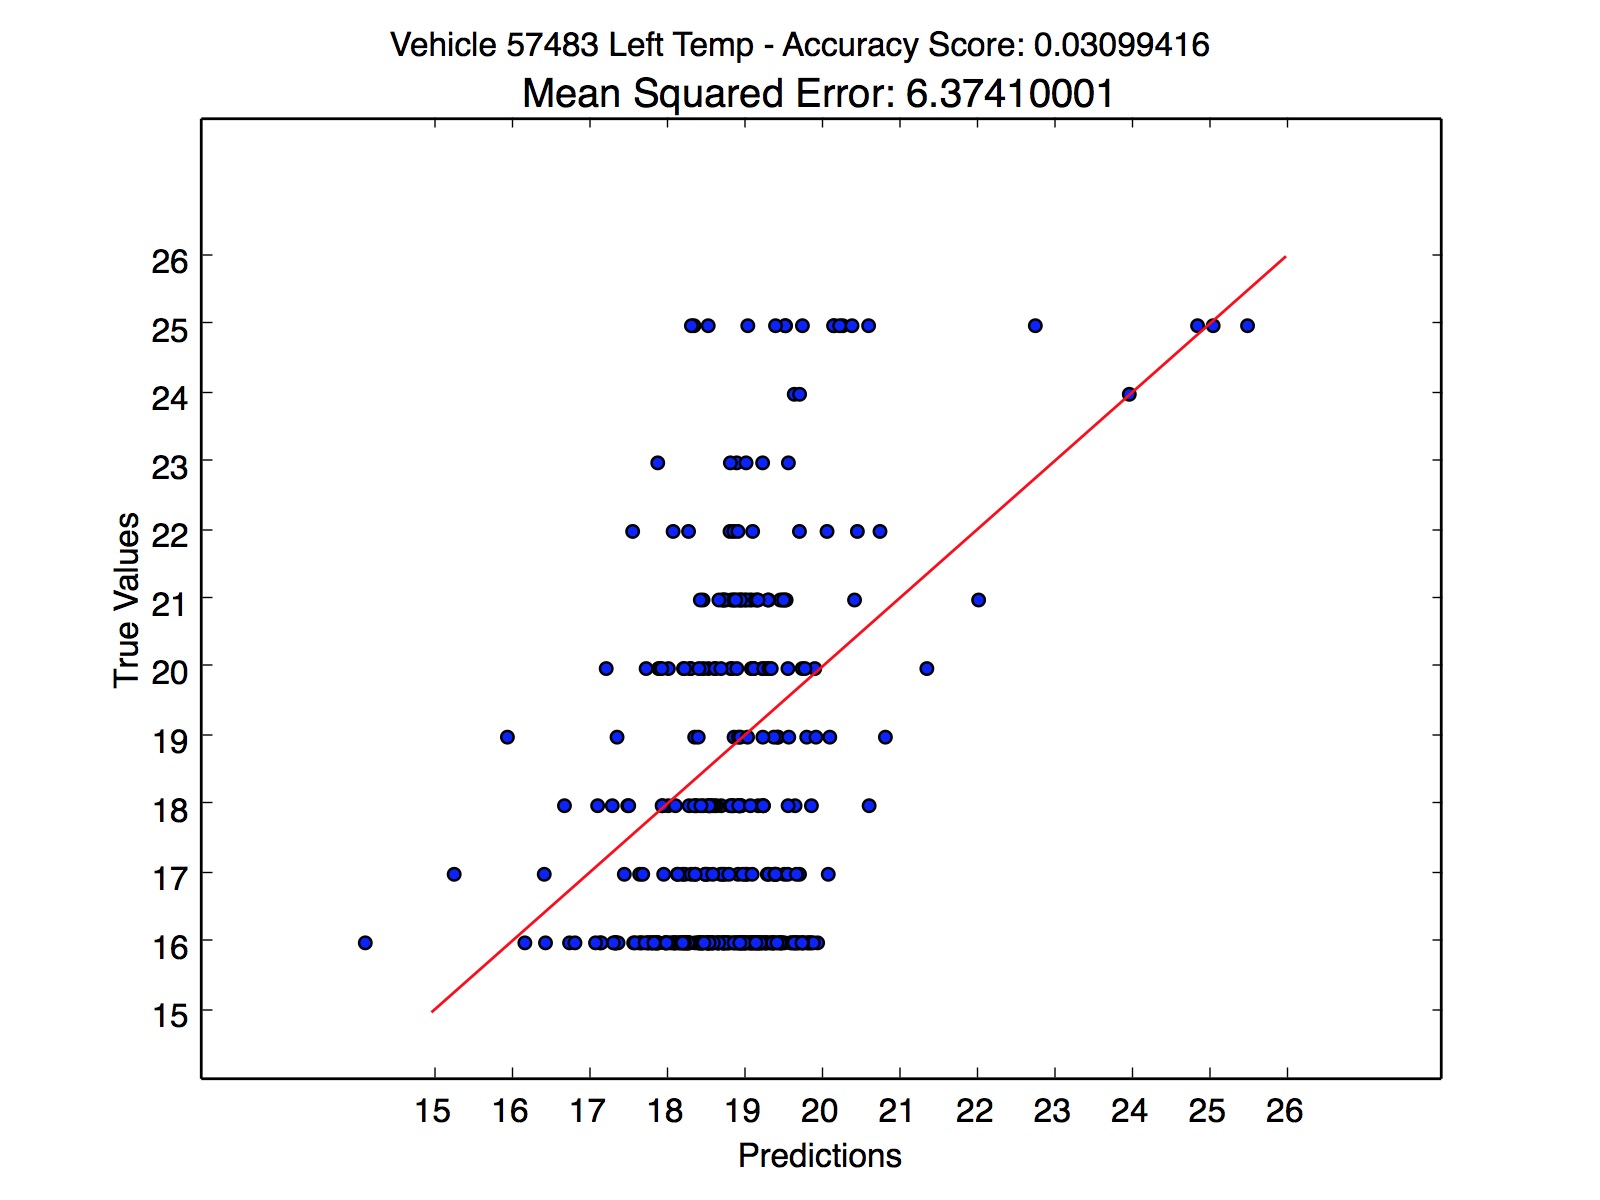 Vehicle 57483 Left Temp - Accuracy Score: 0.03099416
Mean Squared Error: 6.37410001
26
25
24
23
22
21
20
19
18
17
16
15
True Values
15 16 17 18 19 20 21 22 23 24 25 26
Predictions